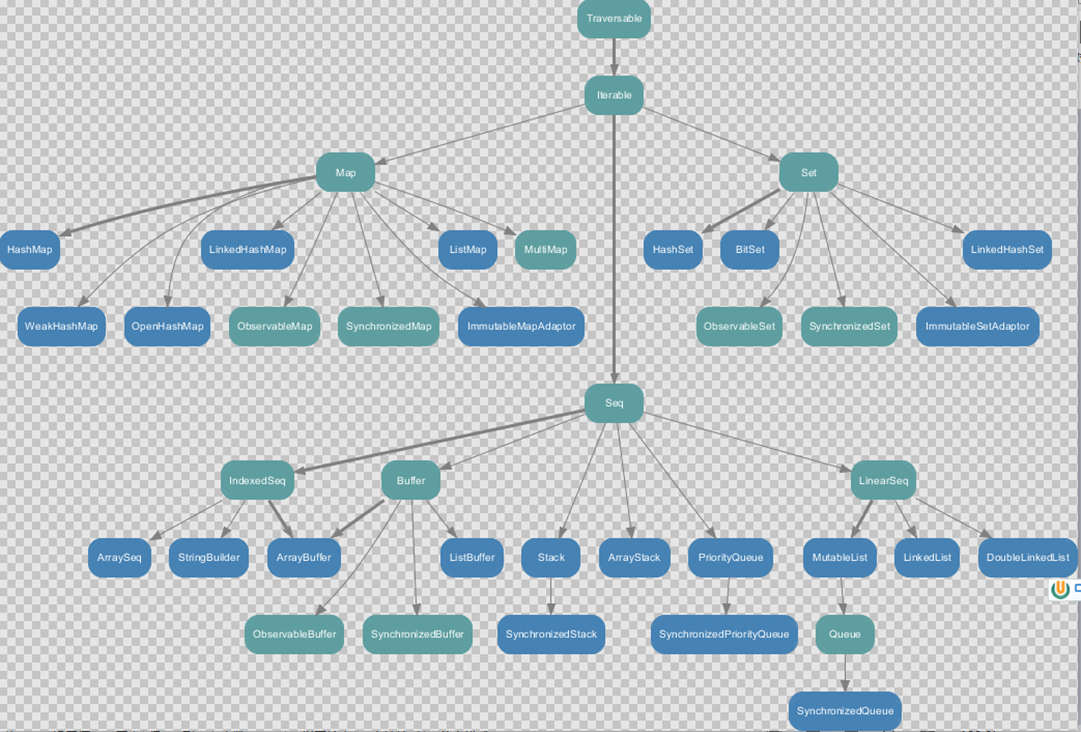 Traversable
Iterable
Map
Set
HashMap
LinkedHashMap
ListMap
MultiMap
HashSet
BitSet
LinkedHashSet
WeakHashMap
OpenHashMap
ObservableMap
SynchronizedMap
ImmutableMapAdaptor
ObservableSet
SynchronizedSet
ImmutableSetAdaptor
Seq
IndexedSeq
Buffer
LinearSeq
ArraySeq
StringBuilder
ArrayBuffer
ListBuffer
Stack
ArrayStack
PriorityQueue
MutableList
LinkedList
DoubleLinkedList
ObservableBuffer
SynchronizedBuffer
SynchronizedStack
SynchronizedPriorityQueue
Queue
SynchronizedQueue